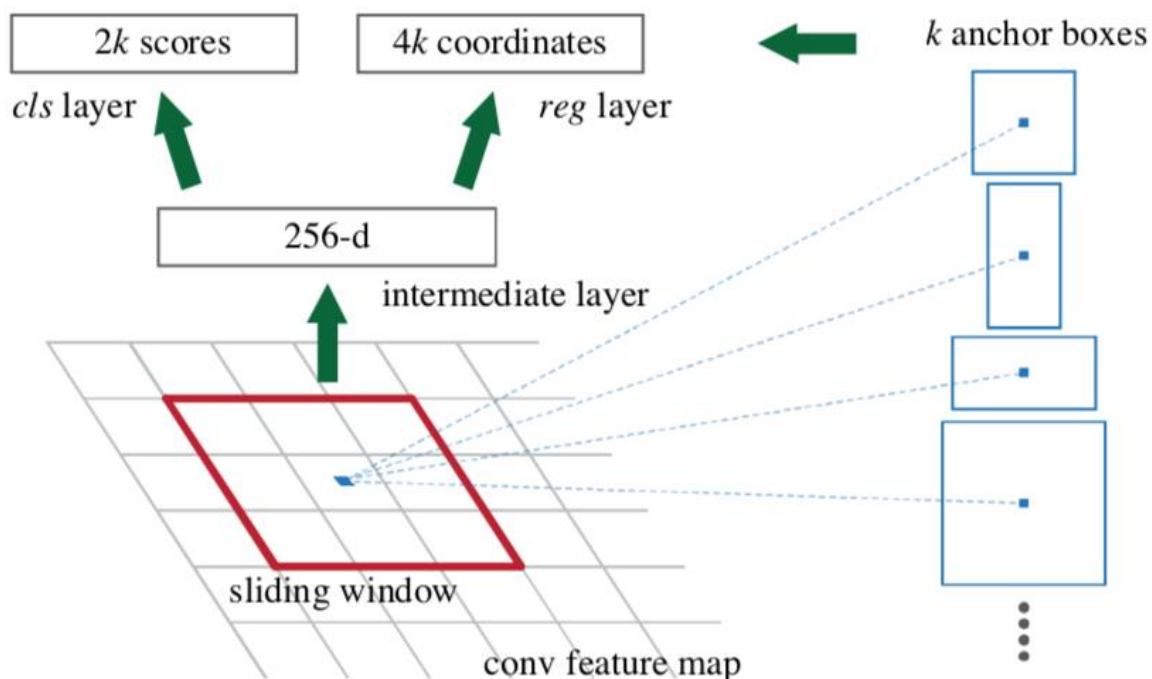 2k scores
4k coordinates
k anchor boxes
cls layer
reg layer
256-d
intermediate layer
sliding window
conv feature map